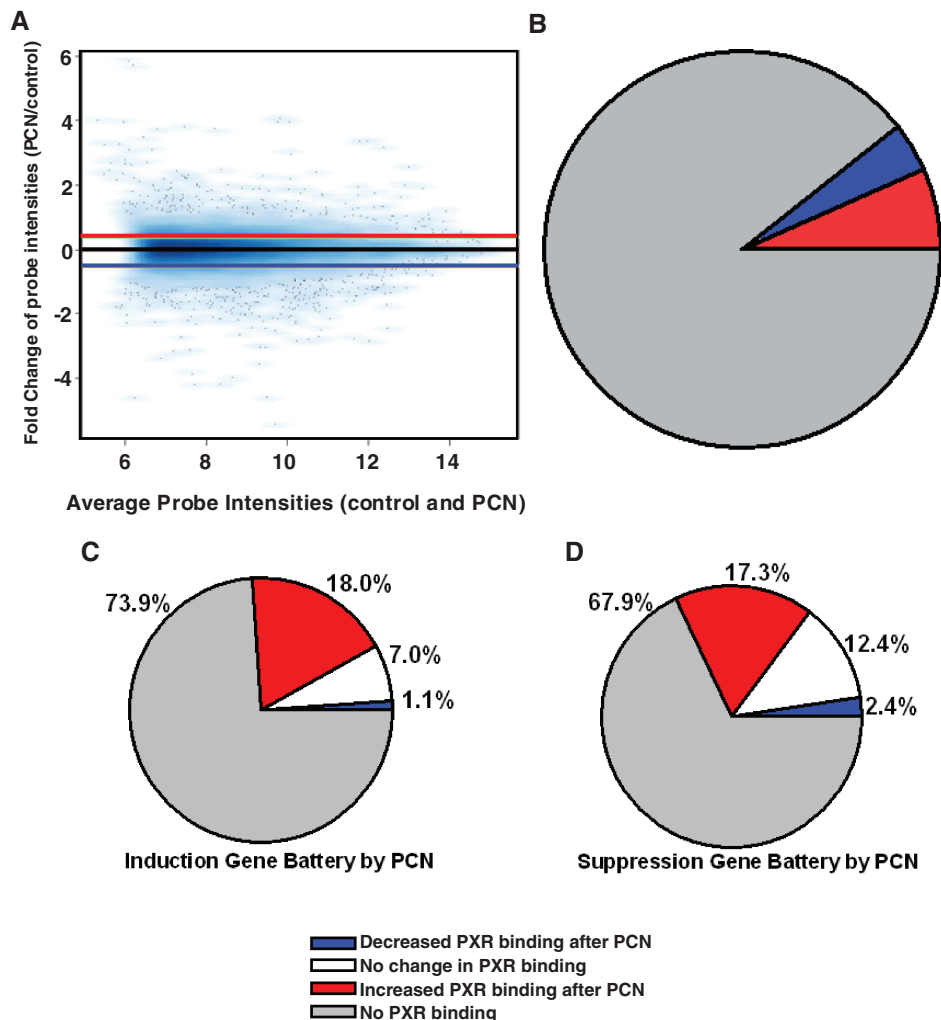 A
B
Fold Change of probe intensities (PCN/control)
6
4
2
0
-2
-4
6
8
10
12
14
Average Probe Intensities (control and PCN)
C
D
73.9%
18.0%
7.0%
1.1%
Induction Gene Battery by PCN
67.9%
17.3%
12.4%
2.4%
Suppression Gene Battery by PCN
Decreased PXR binding after PCN
No change in PXR binding
Increased PXR binding after PCN
No PXR binding